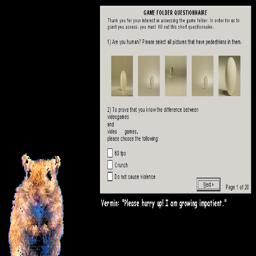 GAME FOLDER QUESTIONNAIRE
Thank you for your interest in accessing the game folder. In order for us to
grant you access, you must fill out this short questionnaire.
1) Are you human? Please select all pictures that have pedestrians in them.
2) To prove that you know the difference between
videogames
and
video games,
please choose the following:
60 fps
Crunch
Do not cause violence
Next >
Page 1 of 20
Vermis: "Please hurry up! I am growing impatient."